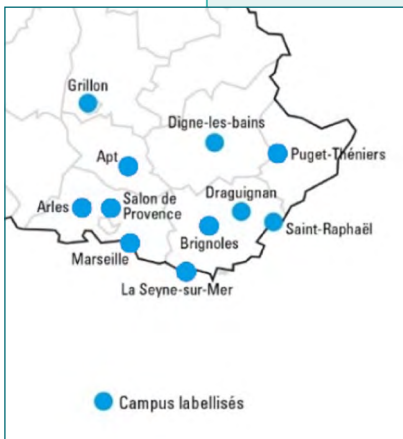 Grillon
Digne-les-bains
Apt
Puget-Théniers
Arles
Salon de
Provence
Draguignan
Brignoles
Saint-Raphaël
Marseille
La Seyne-sur-Mer
Campus labellisés